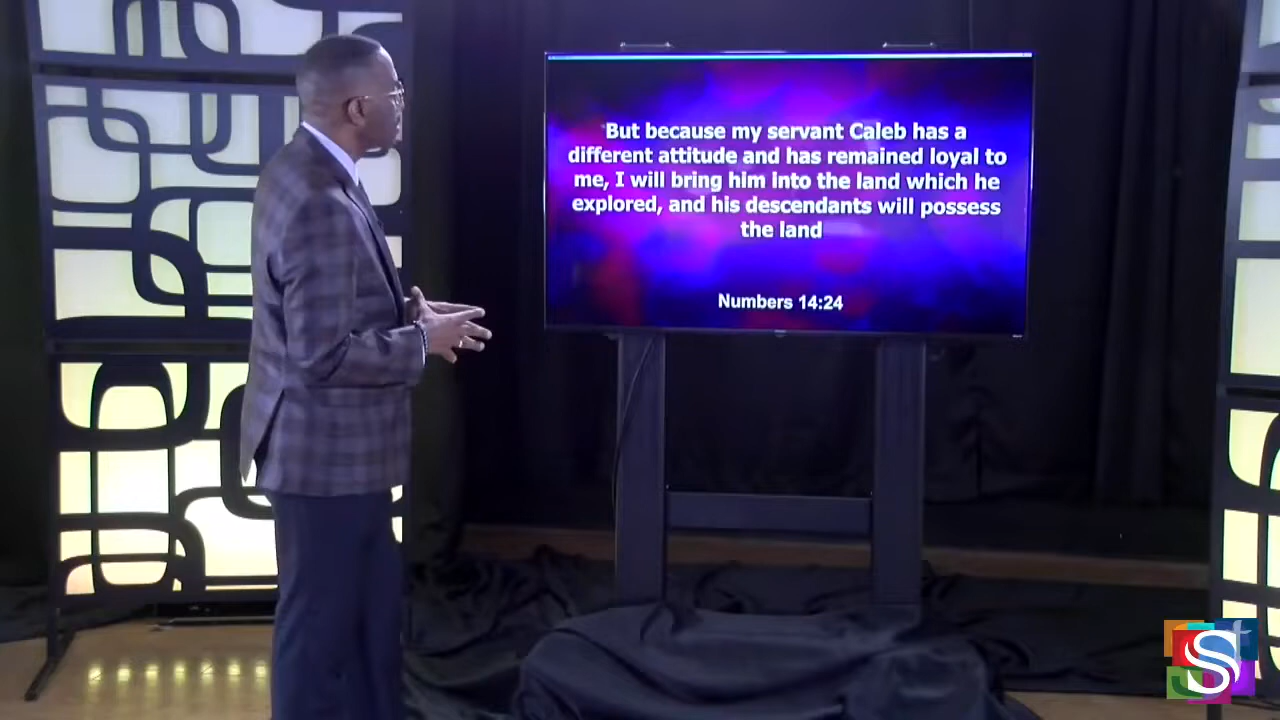 But because my servant Caleb has a
different attitude and has remained loyal to
me, I will bring him into the land which he
explored, and his descendants will possess
the land
Numbers 14:24
S